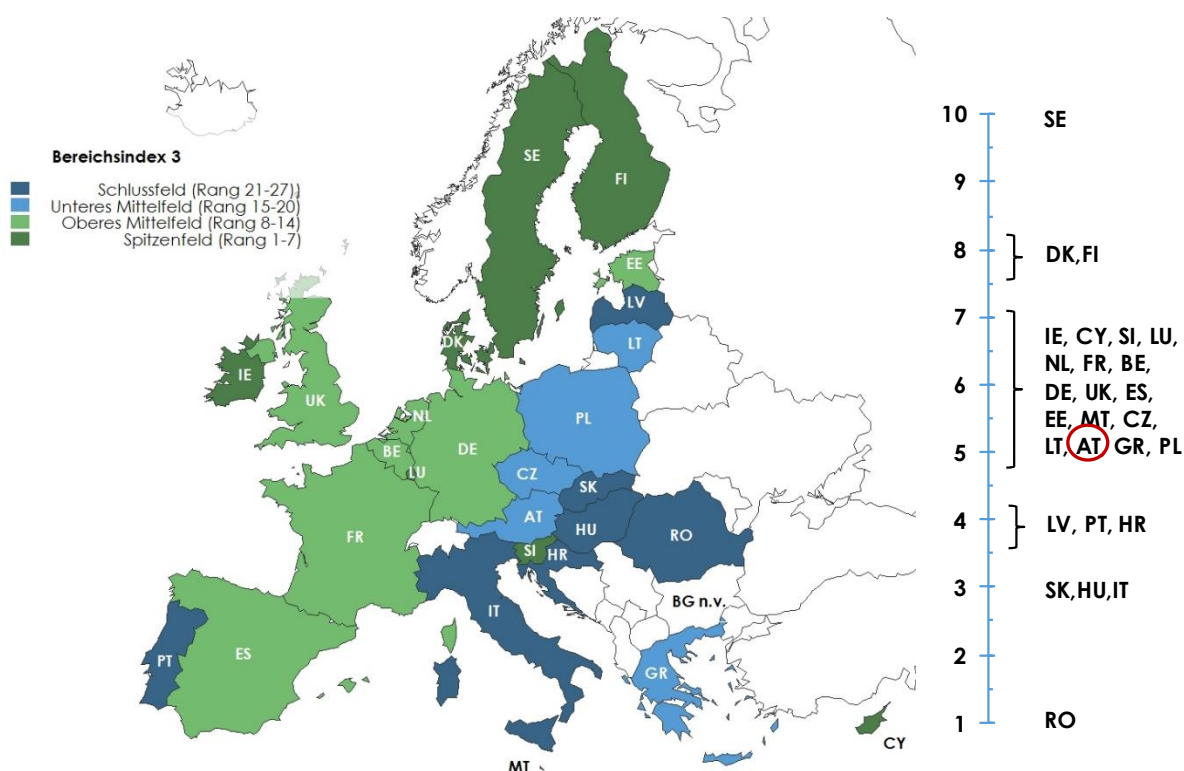 Bereichsindex 3
Schlussfeld (Rang 21-27))
Unteres Mittelfeld (Rang 15-20)
Oberes Mittelfeld (Rang 8-14)
Spitzenfeld (Rang 1-7)
SE
FI
EE
LV
LT
DK
IE
UK
NL
BE
LU
DE
PL
CZ
SK
AT
HU
RO
FR
SI
HR
IT
BG n.v.
PT
ES
GR
MT
CY
10
SE
9
8
DK,FI
7
IE, CY, SI, LU,
NL, FR, BE,
6
DE, UK, ES,
EE, MT, CZ,
5
LT, AT, GR, PL
4
LV, PT, HR
3
SK,HU,IT
2
1
RO